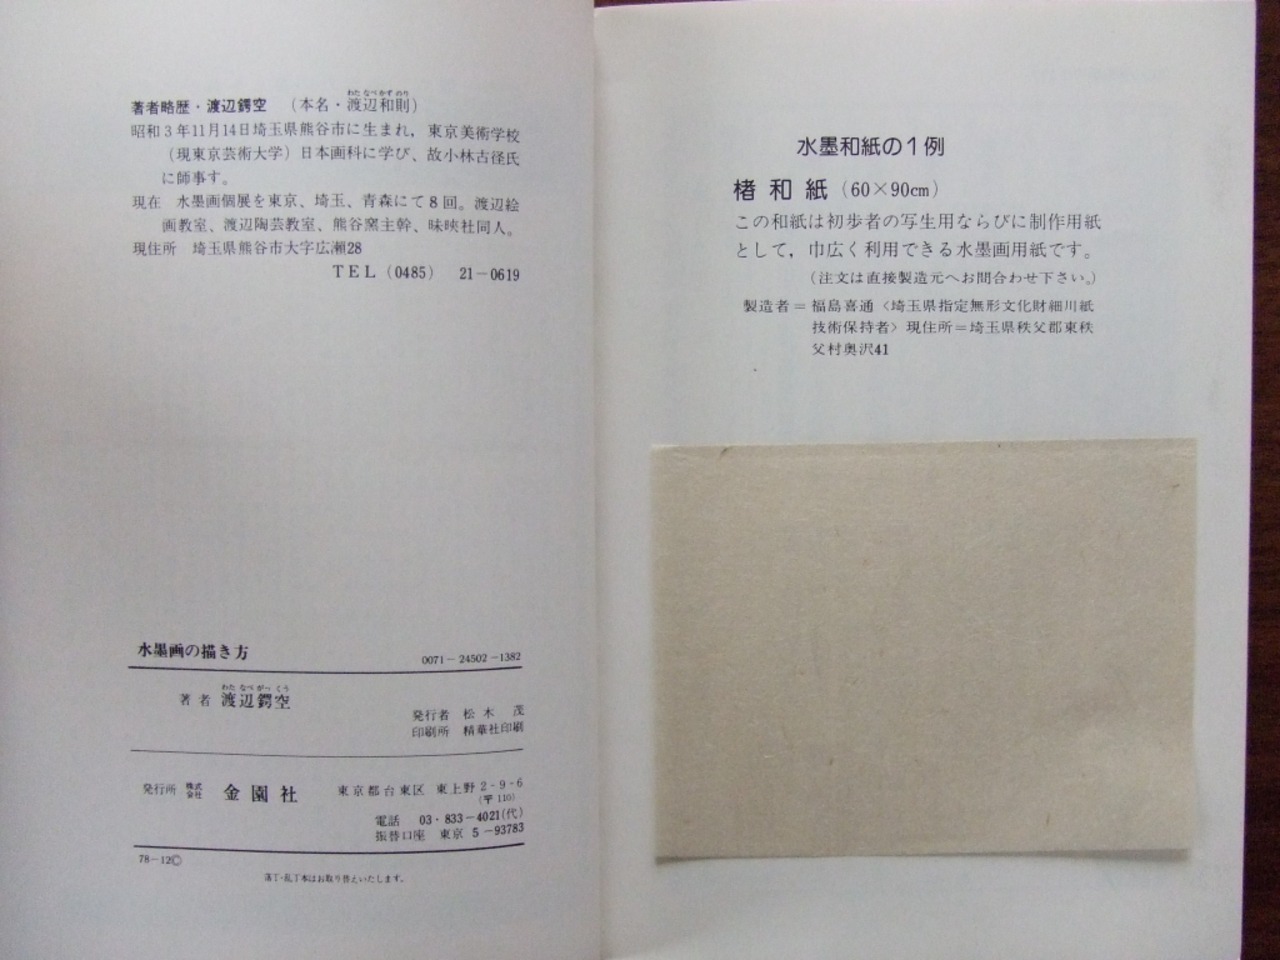 著者略歴・渡辺鍔空 （本名・渡辺和則）
わたなべかずのり
昭和３年11月14日埼玉県熊谷市に生まれ，東京美術学校
（現東京芸術大学）日本画科に学び、故小林古径氏
に師事す。
現在 水墨画個展を東京、埼玉、青森にて８回。渡辺絵
画教室、渡辺陶芸教室、熊谷窯主幹、味映社同人。
現住所 埼玉県熊谷市大字広瀬28
ＴＥＬ（0485） 21－0619
水墨画の描き方
0071－24502－1382
わたなべがっくう
著者 渡辺鍔空
発行者 松木 茂
印刷所 精華社印刷
発行所 株式会社 金園社 東京都台東区 東上野2-9-6
（〒110）
電話 03・833－4021（代）
振替口座 東京 5－93783
78－12©
落丁・乱丁本はお取り替えいたします。
水墨和紙の１例
楮和紙（60×90cm）
この和紙は初歩者の写生用ならびに制作用紙
として，巾広く利用できる水墨画用紙です。
（注文は直接製造元へお問合わせ下さい。）
製造者＝福島喜通〈埼玉県指定無形文化財細川紙
技術保持者〉現住所＝埼玉県秩父郡東秩
父村奥沢41